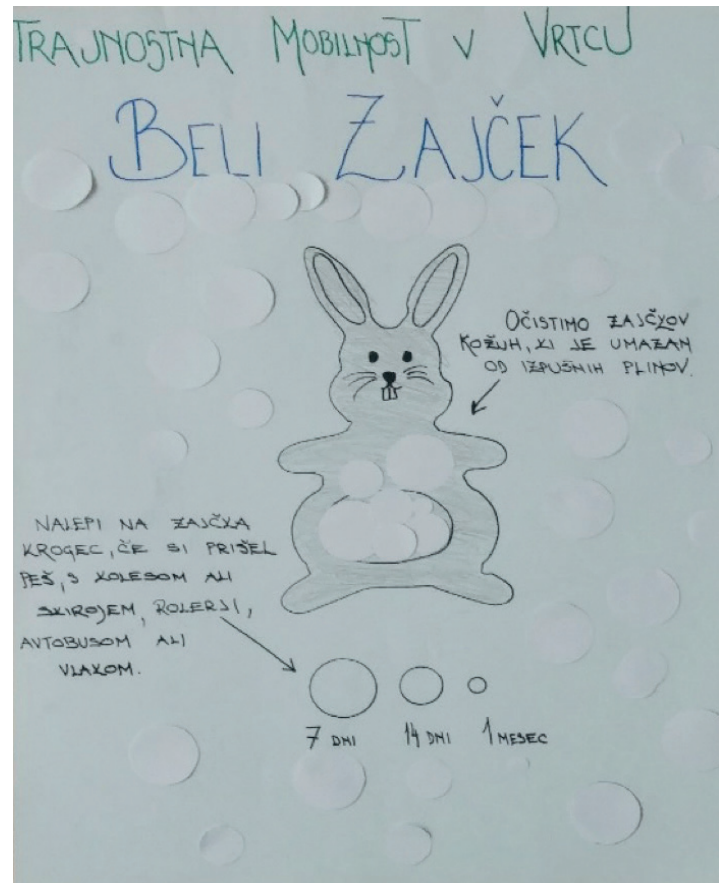 TRAJNOSTNA MOBILNOST V VRTCU
BELI ZAJČEK
OČISTIMO ZAJČKOV
KOŽUH, KI JE UMAZAN
OD IZPUŠNIH PLINOV.
NALEPI NA ZAJČKA
KROGEC, ČE SI PRIŠEL
PEŠ, S KOLESOM ALI
SKIROJEM, ROLERJI,
AVTOBUSOM ALI
VLAKOM.
7 DNI 14 DNI 1 MESEC